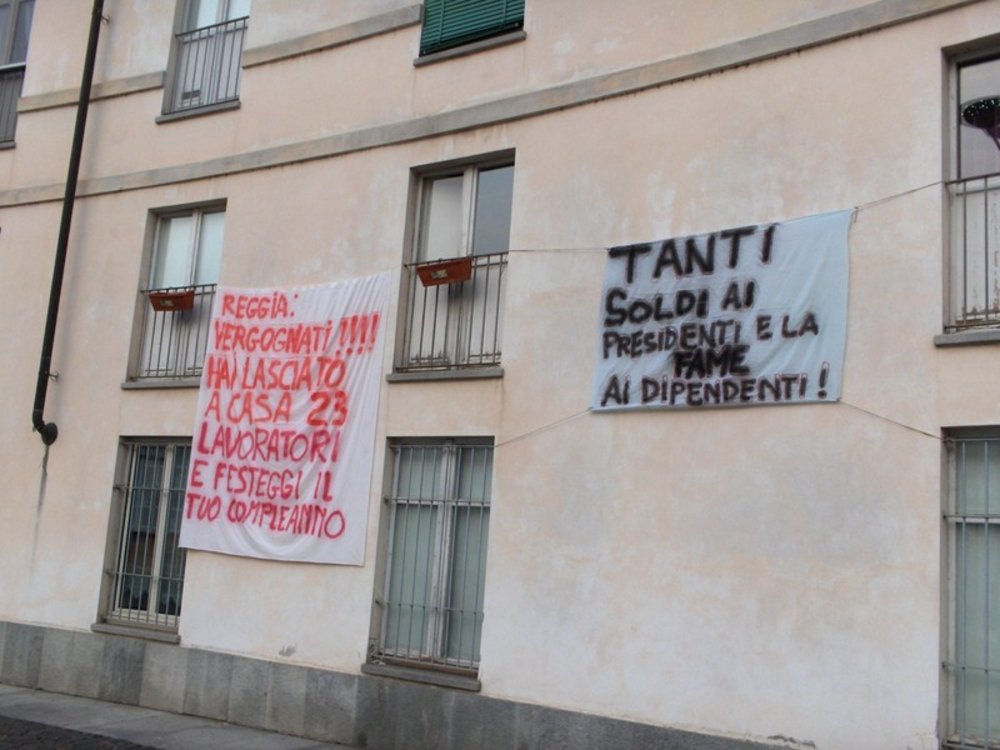 REGGIA:
VERGOGNATI!!!!
HAI LASCIATO
A CASA 23
LAVORATORI
E FESTEGGI IL
TUO COMPLEANNO
TANTI
SOLDI AI
PRESIDENTI E LA
FAME
AI DIPENDENTI!